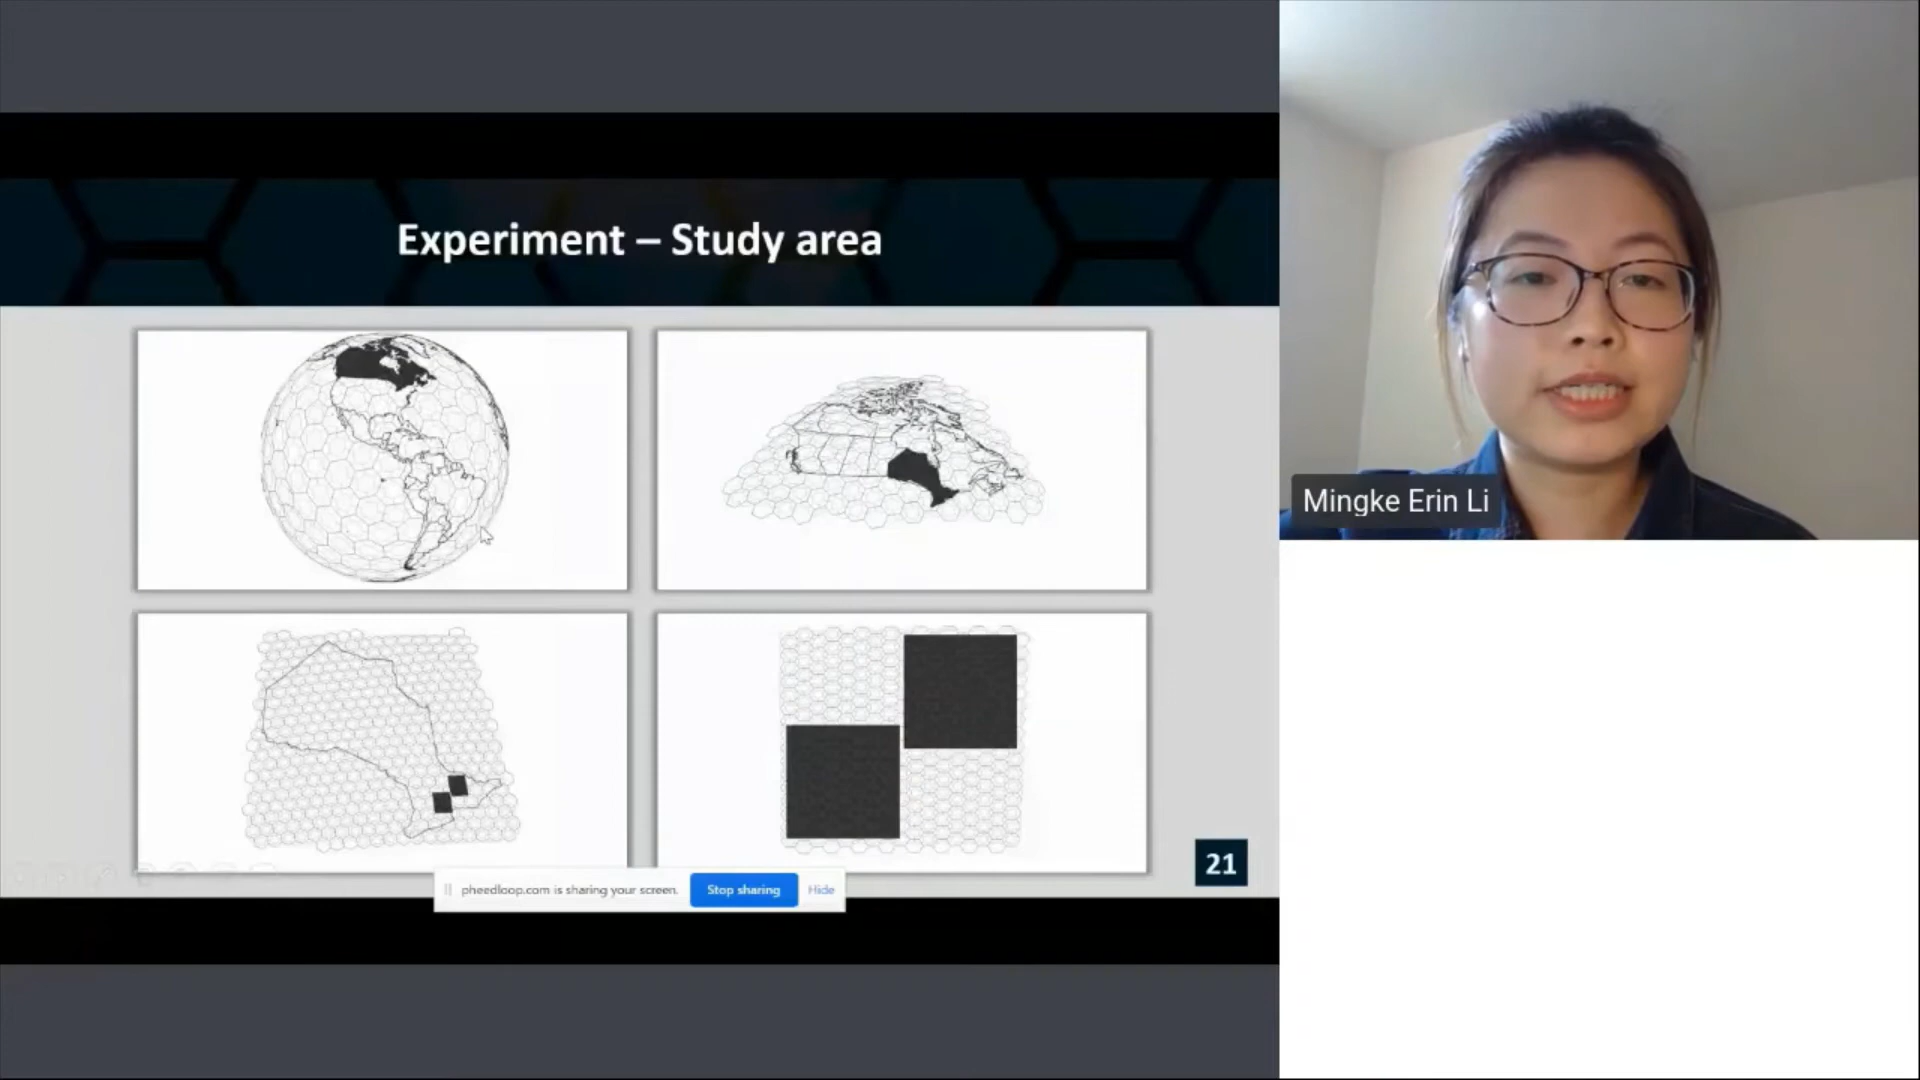 Experiment – Study area
Mingke Erin Li
21
pheedloop.com is sharing your screen.
Stop sharing
Hide